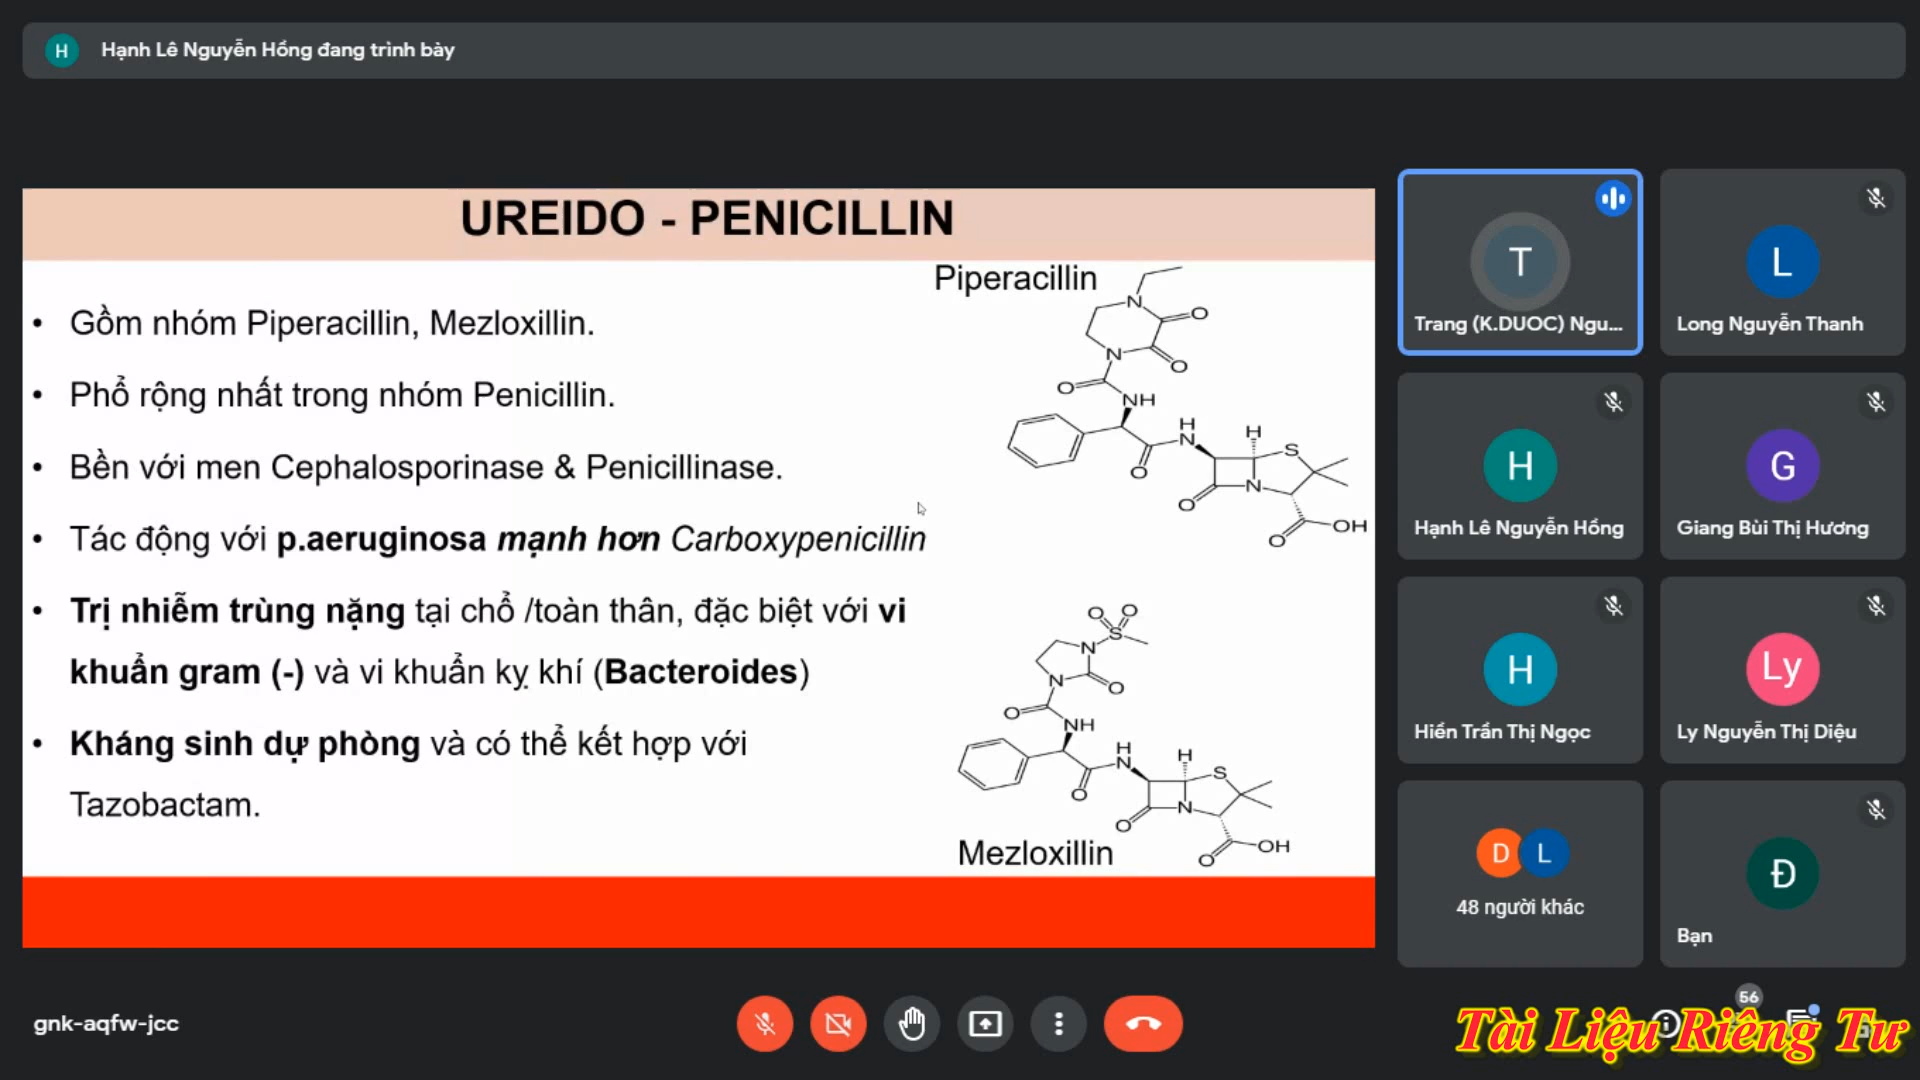 H
Hạnh Lê Nguyễn Hồng đang trình bày
UREIDO - PENICILLIN
Piperacillin
• Gồm nhóm Piperacillin, Mezloxillin.
• Phổ rộng nhất trong nhóm Penicillin.
• Bền với men Cephalosporinase & Penicillinase.
• Tác động với p.aeruginosa mạnh hơn Carboxypenicillin
• Trị nhiễm trùng nặng tại chổ /toàn thân, đặc biệt với vi
khuẩn gram (-) và vi khuẩn kỵ khí (Bacteroides)
• Kháng sinh dự phòng và có thể kết hợp với
Tazobactam.
N
O
N
O
O
NH
H
N
H
S
O
O
N
OH
O
O
O
S
N
N
O
O
NH
H
N
H
S
O
O
N
OH
O
Mezloxillin
T
Trang (K.DUOC) Ngu...
L
Long Nguyễn Thanh
H
Hạnh Lê Nguyễn Hồng
G
Giang Bùi Thị Hương
H
Hiền Trần Thị Ngọc
Ly
Ly Nguyễn Thị Diệu
D
L
48 người khác
Đ
Bạn
gnk-aqfw-jcc
56
Tài Liệu Riêng Tư